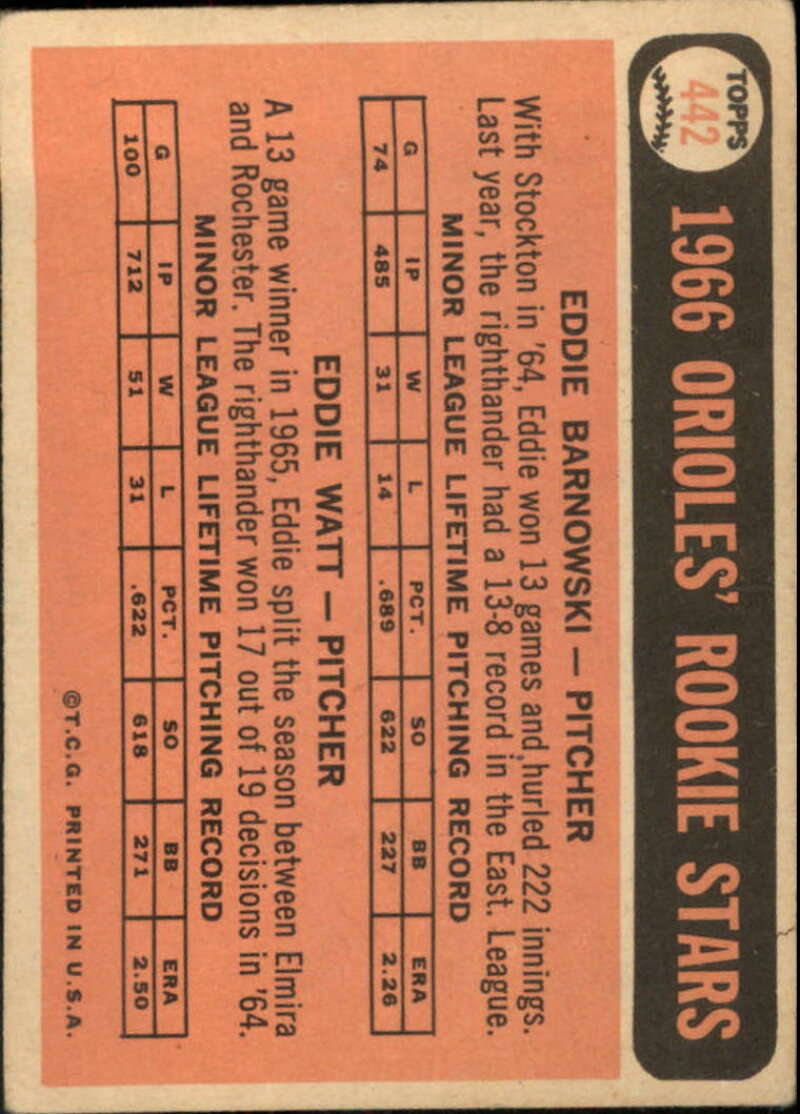 TOPPS
442
1966 ORIOLES' ROOKIE STARS
EDDIE BARNOWSKI — PITCHER
With Stockton in '64, Eddie won 13 games and hurled 222 innings.
Last year, the righthander had a 13-8 record in the East. League.
MINOR LEAGUE LIFETIME PITCHING RECORD
G IP W L PCT. SO BB ERA
74 485 31 14 .689 622 227 2.26
EDDIE WATT — PITCHER
A 13 game winner in 1965, Eddie split the season between Elmira
and Rochester. The righthander won 17 out of 19 decisions in '64.
MINOR LEAGUE LIFETIME PITCHING RECORD
G IP W L PCT. SO BB ERA
100 712 51 31 .622 618 271 2.50
©T.C.G. PRINTED IN U.S.A.